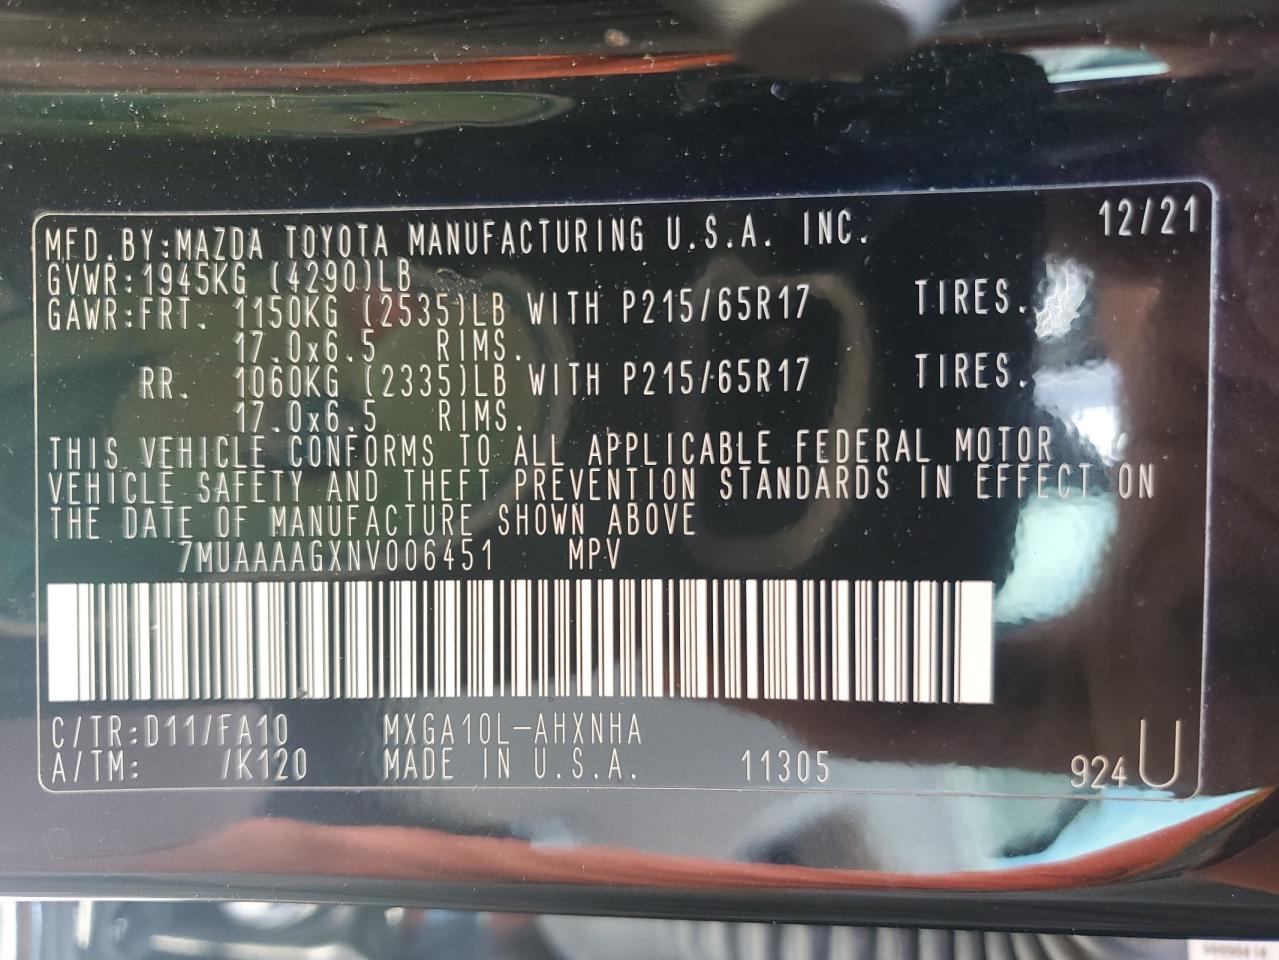 12/21
MFD.BY:MAZDA TOYOTA MANUFACTURING U.S.A. INC.
GVWR:1945KG (4290)LB
GAWR:FRT. 1150KG (2535)LB WITH P215/65R17 TIRES.
17.0x6.5 RIMS.
RR. 1060KG (2335)LB WITH P215/65R17 TIRES.
17.0x6.5 RIMS.
THIS VEHICLE CONFORMS TO ALL APPLICABLE FEDERAL MOTOR
VEHICLE SAFETY AND THEFT PREVENTION STANDARDS IN EFFECT ON
THE DATE OF MANUFACTURE SHOWN ABOVE
7MUAAAAGXNV006451 MPV
C/TR:D11/FA10 MXGA10L-AHXNHA
A/TM: /K120 MADE IN U.S.A. 11305 924 U